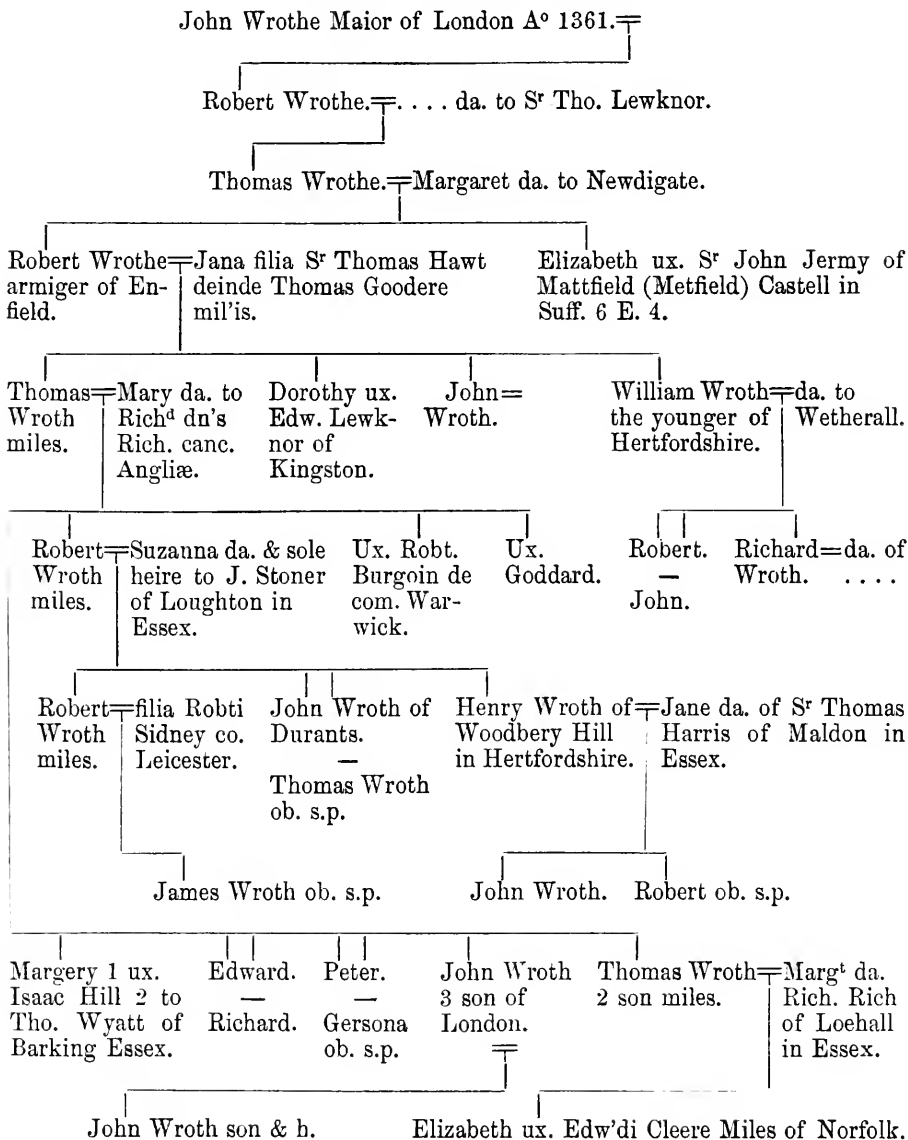 John Wrothe Maior of London Aº 1361.
Robert Wrothe. . . . . da. to Sʳ Tho. Lewknor.
Thomas Wrothe. Margaret da. to Newdigate.
Robert Wrothe
armiger of En-
field.
Jana filia Sʳ Thomas Hawt
deinde Thomas Goodere
mil'is.
Elizabeth ux. Sʳ John Jermy of
Mattfield (Metfield) Castell in
Suff. 6 E. 4.
Thomas
Wroth
miles.
Mary da. to
Richᵈ dn's
Rich. canc.
Angliæ.
Dorothy ux.
Edw. Lewk-
nor of
Kingston.
John=
Wroth.
William Wroth
the younger of
Hertfordshire.
da. to
Wetherall.
Robert
Wroth
miles.
Suzanna da. & sole
heire to J. Stoner
of Loughton in
Essex.
Ux. Robt.
Burgoin de
com. War-
wick.
Ux.
Goddard.
Robert.
—
John.
Richard=da. of
Wroth. . . . .
Robert
Wroth
miles.
filia Robti
Sidney co.
Leicester.
John Wroth of
Durants.
—
Thomas Wroth
ob. s.p.
Henry Wroth of
Woodbery Hill
in Hertfordshire.
Jane da. of Sʳ Thomas
Harris of Maldon in
Essex.
James Wroth ob. s.p.
John Wroth. Robert ob. s.p.
Margery 1 ux.
Isaac Hill 2 to
Tho. Wyatt of
Barking Essex.
Edward.
—
Richard.
Peter.
—
Gersona
ob. s.p.
John Wroth
3 son of
London.
Thomas Wroth
2 son miles.
Margᵗ da.
Rich. Rich
of Loehall
in Essex.
John Wroth son & h.
Elizabeth ux. Edw'di Cleere Miles of Norfolk.